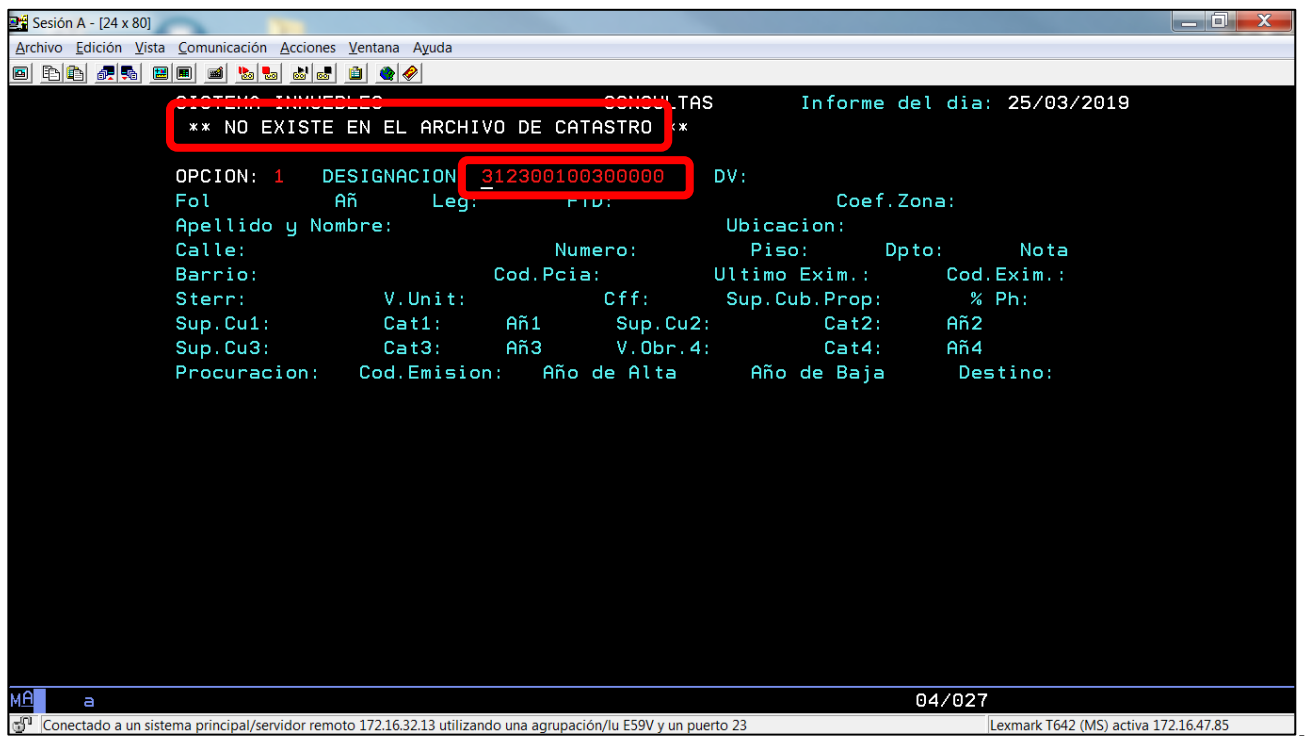 Sesión A - [24 x 80]
Archivo Edición Vista Comunicación Acciones Ventana Ayuda
SISTEMA INMUEBLES CONSULTAS Informe del dia: 25/03/2019
** NO EXISTE EN EL ARCHIVO DE CATASTRO **
OPCION: 1 DESIGNACION 312300100300000 DV:
Fol Añ Leg: FTD: Coef.Zona:
Apellido y Nombre: Ubicacion:
Calle: Numero: Piso: Dpto: Nota
Barrio: Cod.Pcia: Ultimo Exim.: Cod.Exim.:
Sterr: V.Unit: Cff: Sup.Cub.Prop: % Ph:
Sup.Cu1: Cat1: Añ1 Sup.Cu2: Cat2: Añ2
Sup.Cu3: Cat3: Añ3 V.Obr.4: Cat4: Añ4
Procuracion: Cod.Emision: Año de Alta Año de Baja Destino:
MA a 04/027
Conectado a un sistema principal/servidor remoto 172.16.32.13 utilizando una agrupación/lu E59V y un puerto 23 Lexmark T642 (MS) activa 172.16.47.85